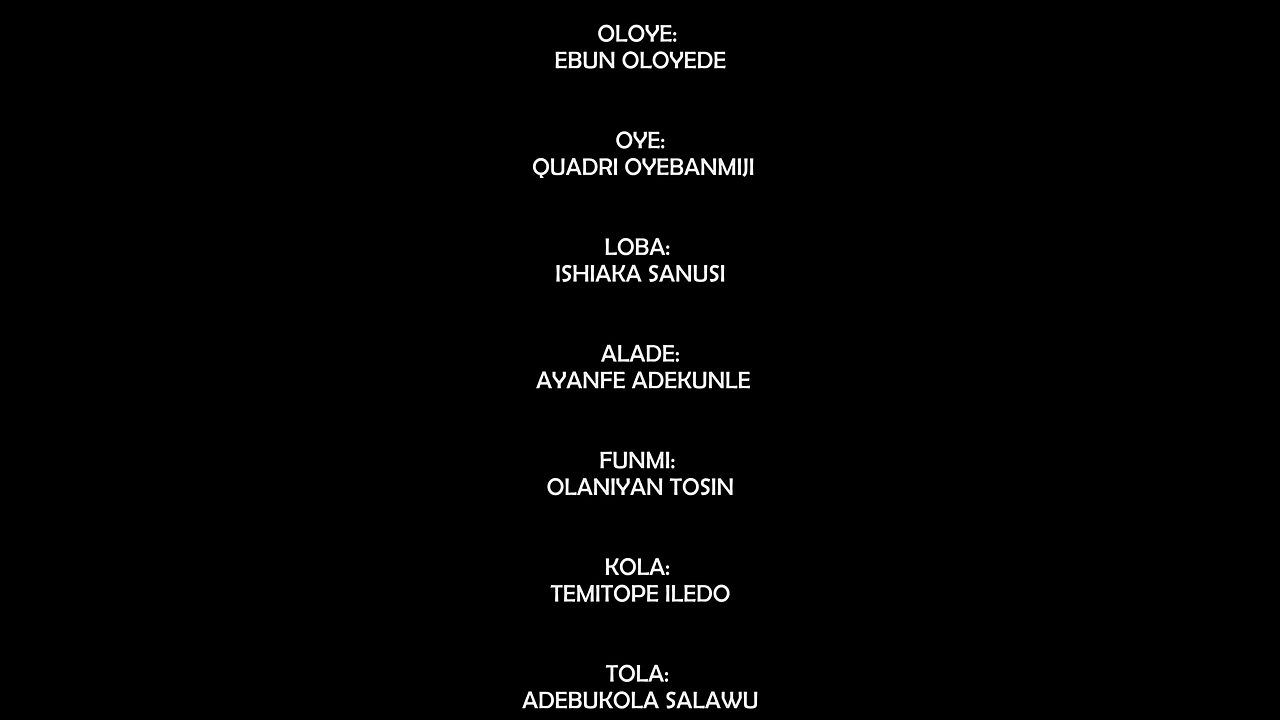 OLOYE:
EBUN OLOYEDE
OYE:
QUADRI OYEBANMIJI
LOBA:
ISHIAKA SANUSI
ALADE:
AYANFE ADEKUNLE
FUNMI:
OLANIYAN TOSIN
KOLA:
TEMITOPE ILEDO
TOLA:
ADEBUKOLA SALAWU